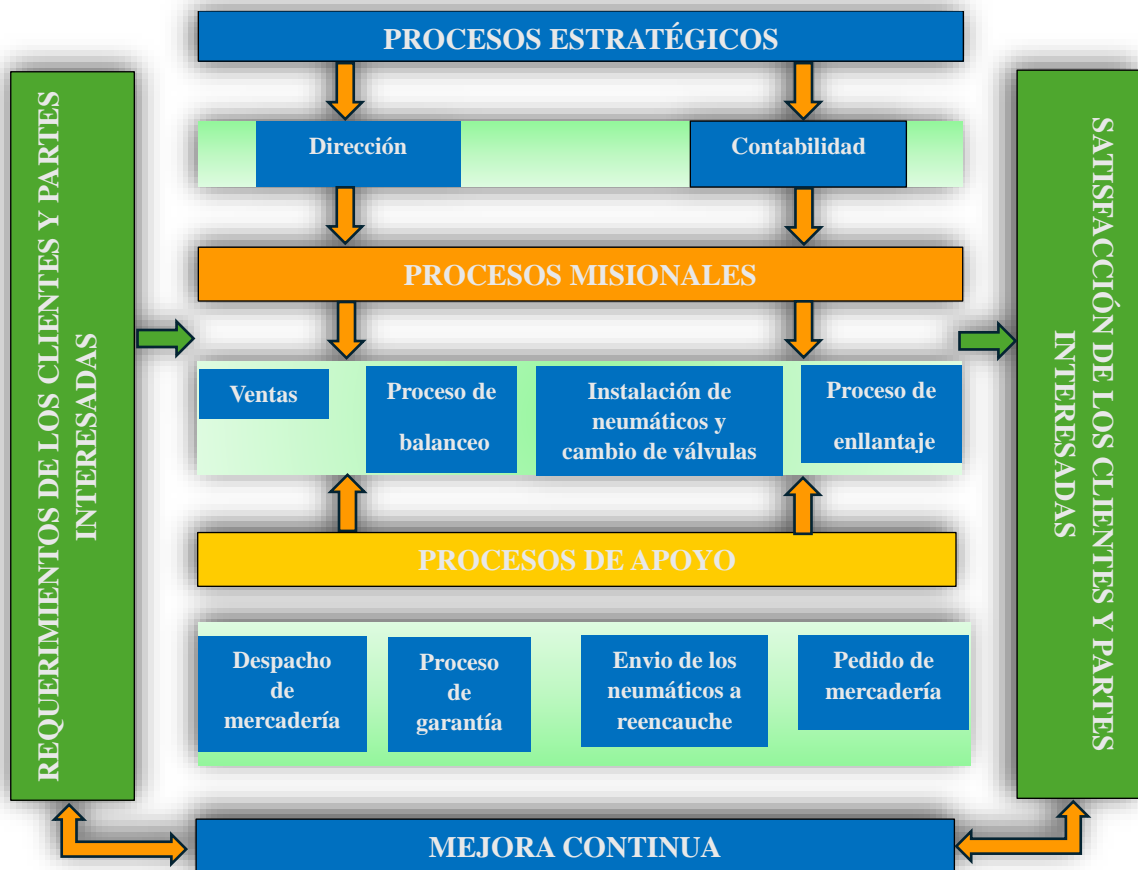 PROCESOS ESTRATÉGICOS
REQUERIMIENTOS DE LOS CLIENTES Y PARTES
INTERESADAS
Dirección
Contabilidad
PROCESOS MISIONALES
Ventas
Proceso de
balanceo
Instalación de
neumáticos y
cambio de válvulas
Proceso de
enllantaje
PROCESOS DE APOYO
Despacho
de
mercadería
Proceso
de
garantía
Envio de los
neumáticos a
reencauche
Pedido de
mercadería
SATISFACCIÓN DE LOS CLIENTES Y PARTES
INTERESADAS
MEJORA CONTINUA